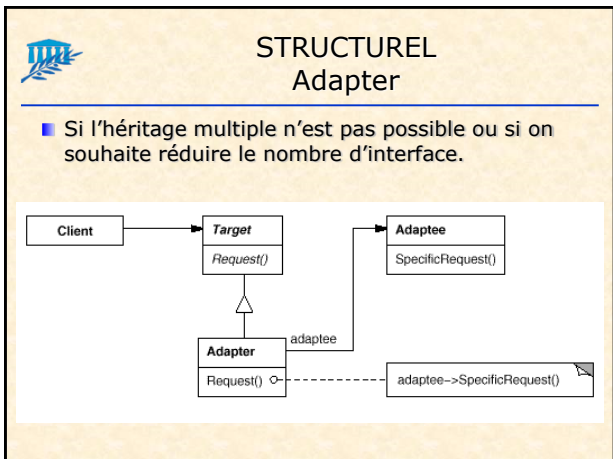 STRUCTUREL
Adapter
Si l’héritage multiple n’est pas possible ou si on
souhaite réduire le nombre d’interface.
Client
Target
Request()
Adaptee
SpecificRequest()
adaptee
Adapter
Request()
adaptee–>SpecificRequest()